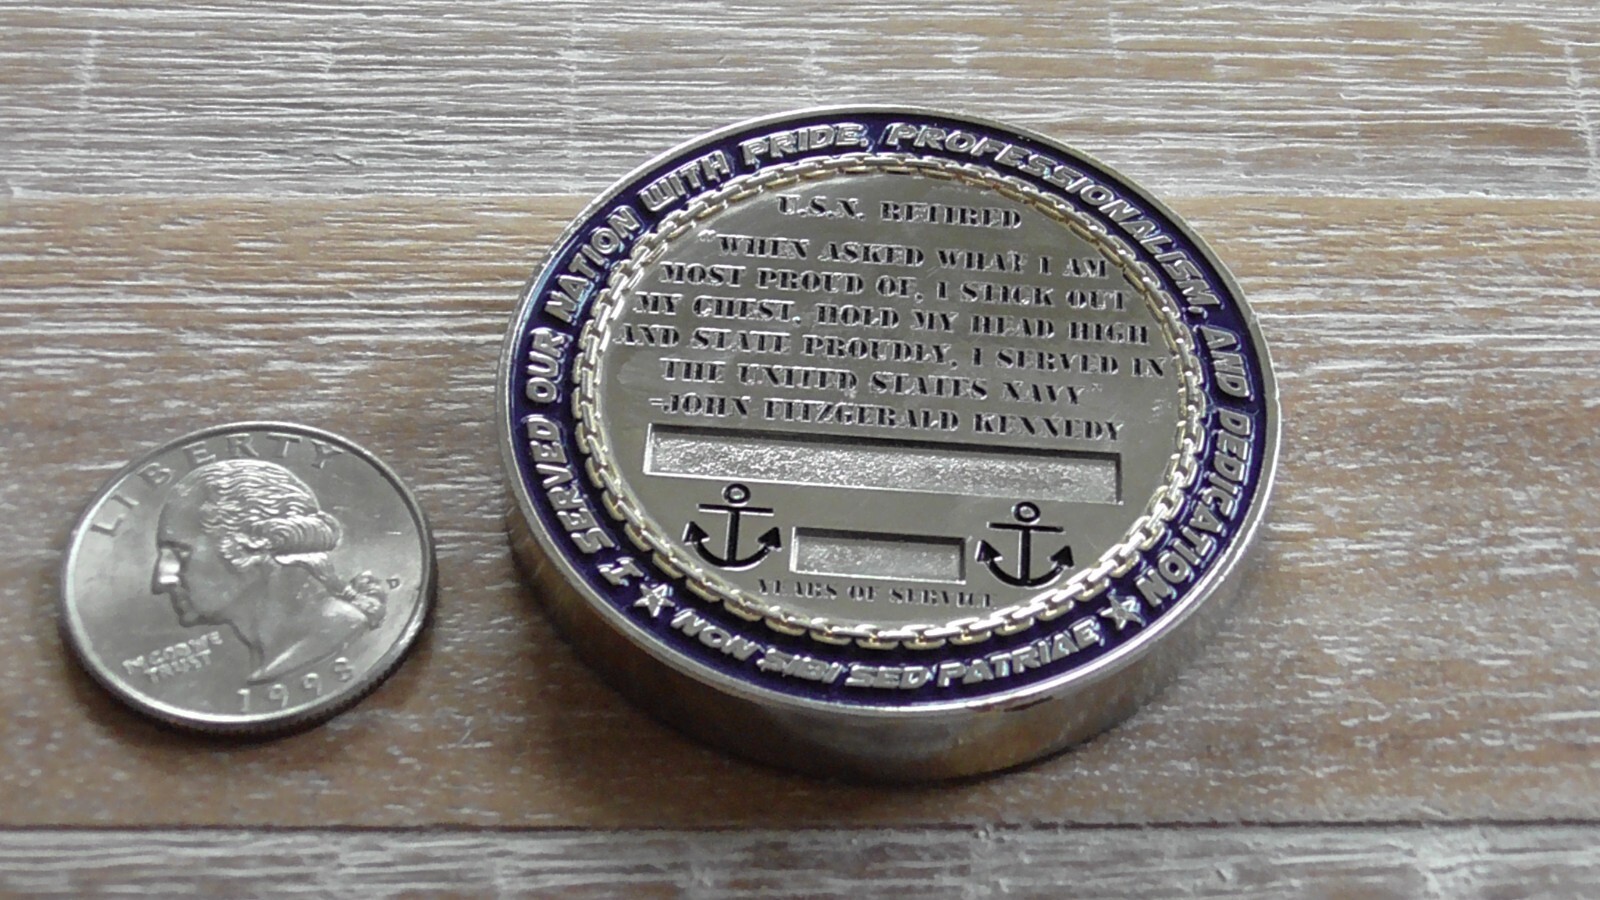 I SERVED OUR NATION WITH PRIDE, PROFESSIONALISM, AND DEDICATION
NON SIBI SED PATRIAE
U.S.N. RETIRED
"WHEN ASKED WHAT I AM
MOST PROUD OF, I STICK OUT
MY CHEST, HOLD MY HEAD HIGH
AND STATE PROUDLY, I SERVED IN
THE UNITED STATES NAVY"
-JOHN FITZGERALD KENNEDY
YEARS OF SERVICE
LIBERTY
IN GOD WE
TRUST
D
1998